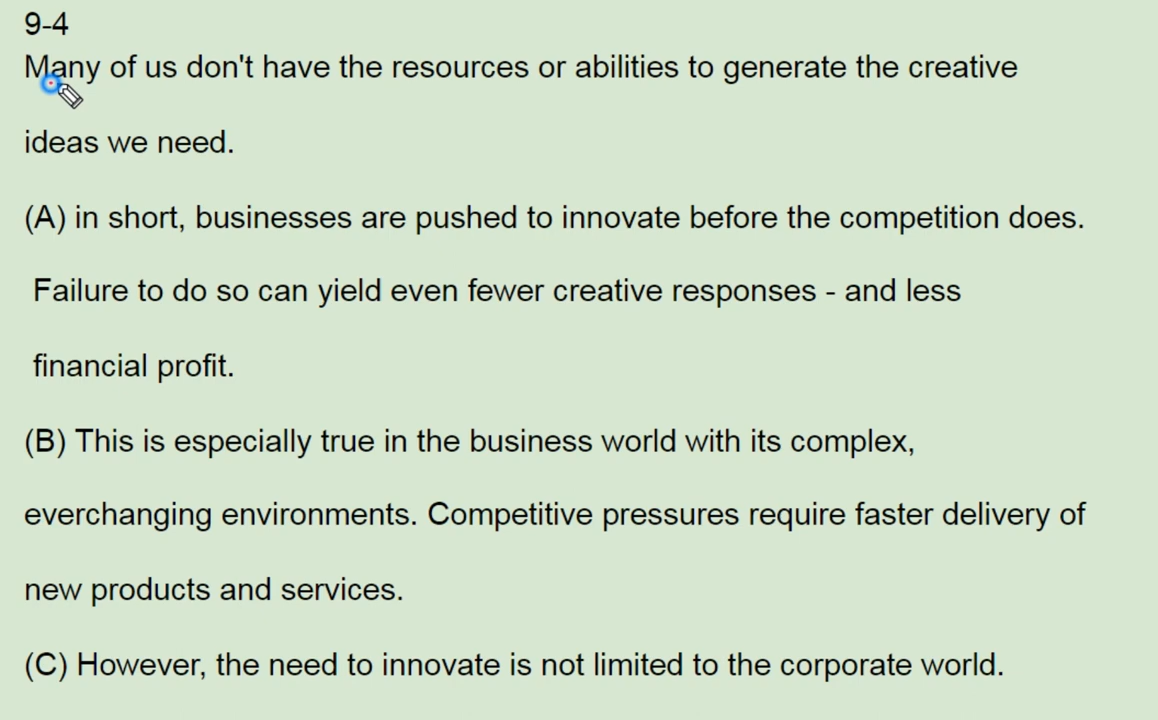 9-4
Many of us don't have the resources or abilities to generate the creative
ideas we need.
(A) in short, businesses are pushed to innovate before the competition does.
Failure to do so can yield even fewer creative responses - and less
financial profit.
(B) This is especially true in the business world with its complex,
everchanging environments. Competitive pressures require faster delivery of
new products and services.
(C) However, the need to innovate is not limited to the corporate world.